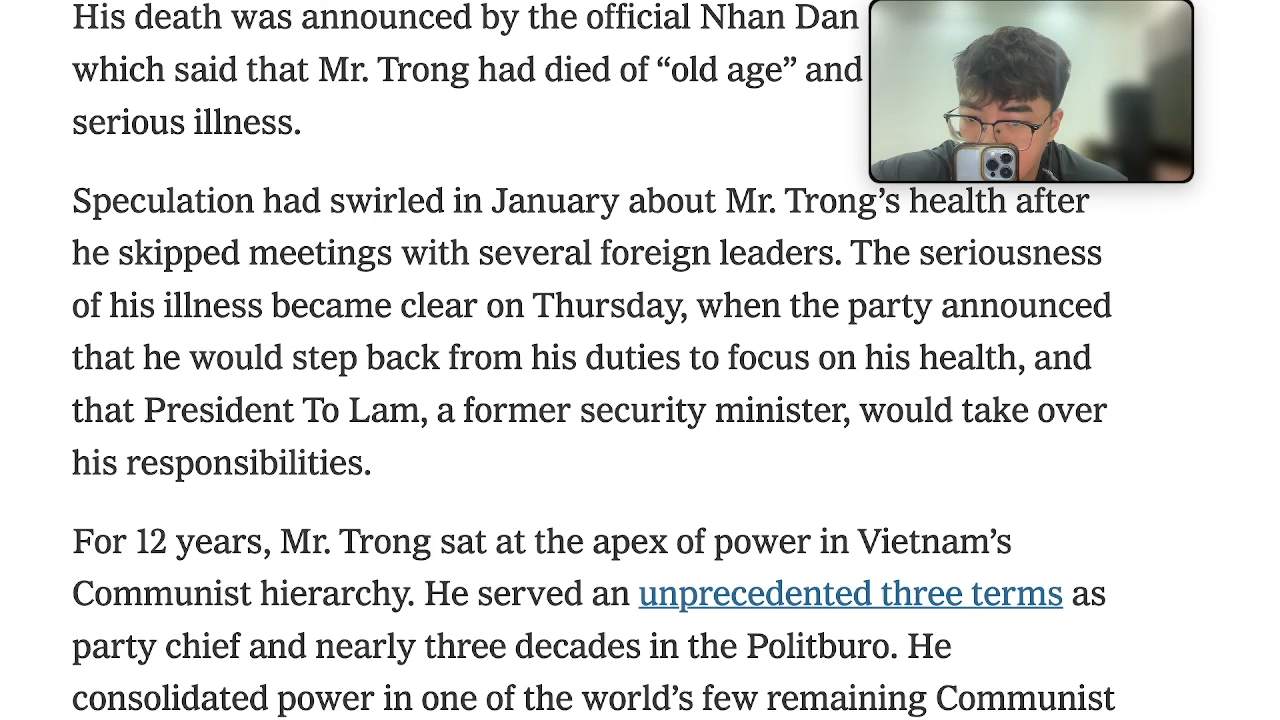 His death was announced by the official Nhan Dan
which said that Mr. Trong had died of “old age” and
serious illness.
Speculation had swirled in January about Mr. Trong’s health after
he skipped meetings with several foreign leaders. The seriousness
of his illness became clear on Thursday, when the party announced
that he would step back from his duties to focus on his health, and
that President To Lam, a former security minister, would take over
his responsibilities.
For 12 years, Mr. Trong sat at the apex of power in Vietnam’s
Communist hierarchy. He served an unprecedented three terms as
party chief and nearly three decades in the Politburo. He
consolidated power in one of the world’s few remaining Communist